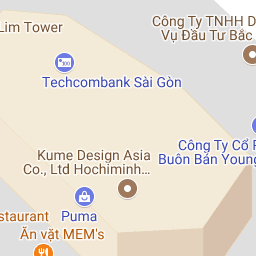 Lim Tower
Công Ty TNHH D
Vụ Đầu Tư Bắc
Techcombank Sài Gòn
Công Ty Cổ P
Buôn Bán Young
Kume Design Asia
Co., Ltd Hochiminh...
Puma
staurant
Ăn vặt MEM's